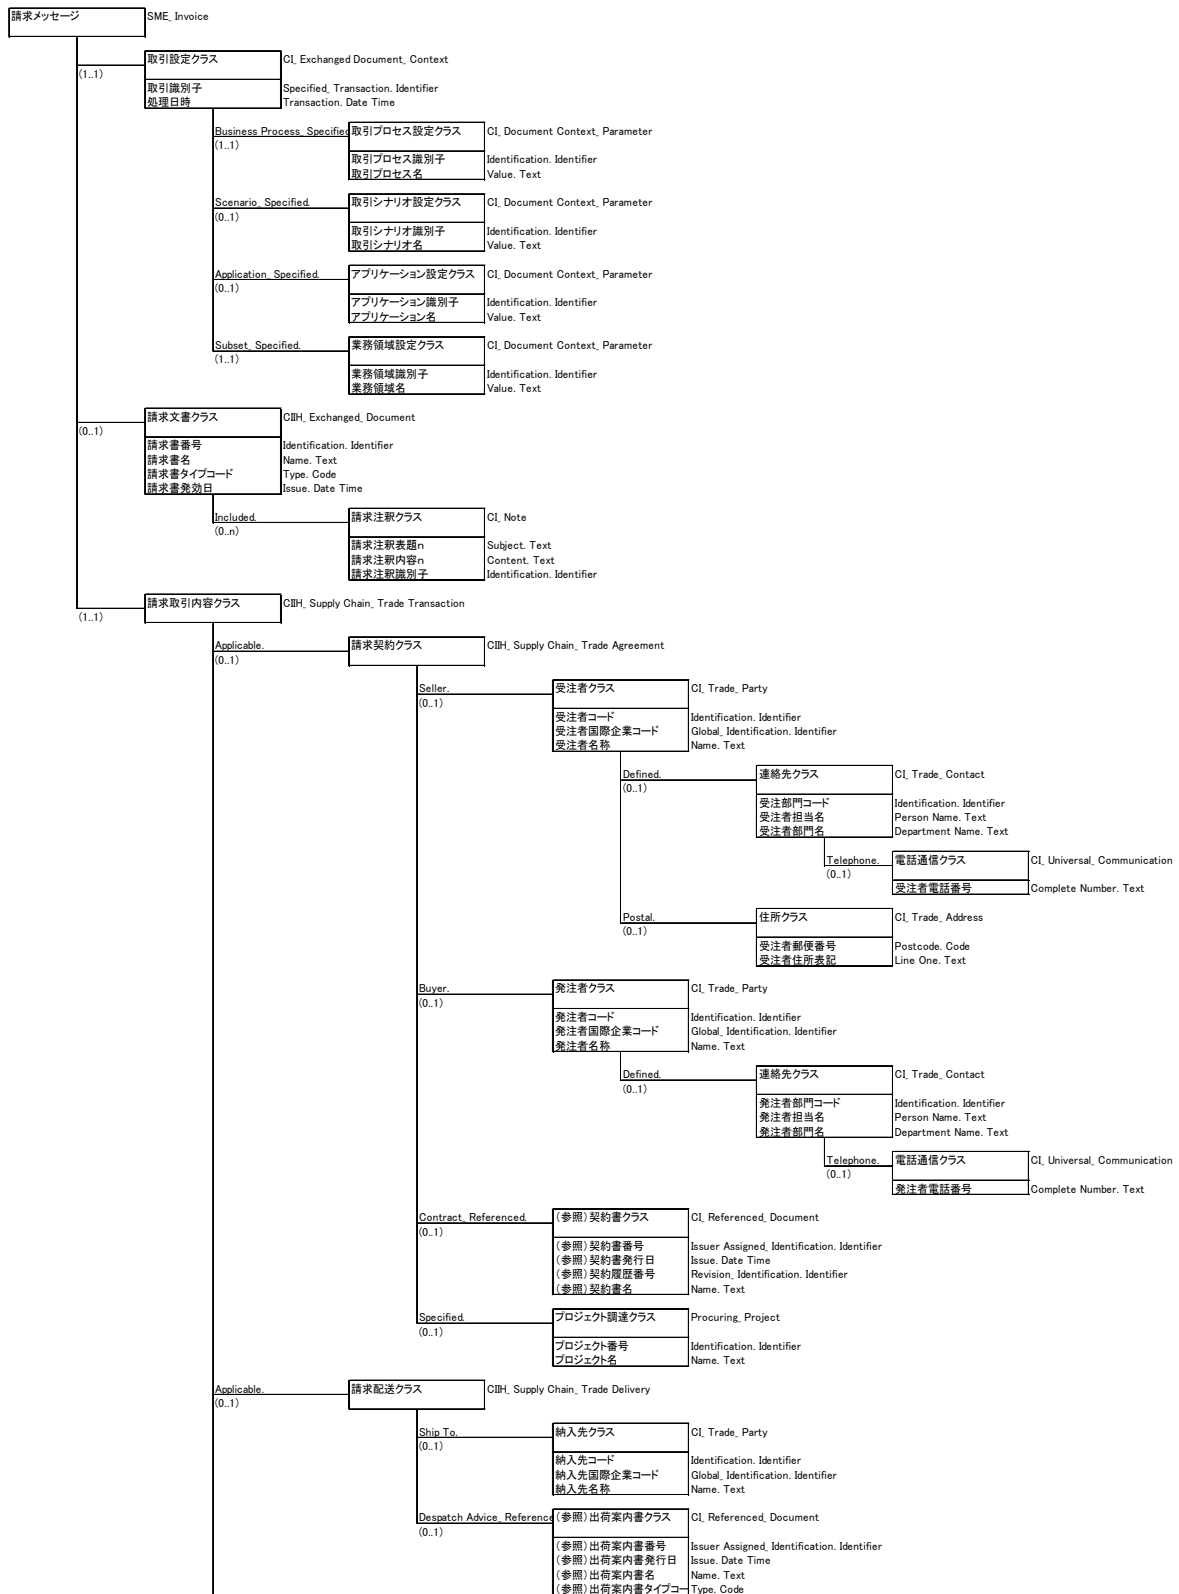 請求メッセージ SME_ Invoice
取引設定クラス CI_ Exchanged Document_ Context
(1..1)
取引識別子 Specified_ Transaction. Identifier
処理日時 Transaction. Date Time
Business Process_ Specified 取引プロセス設定クラス CI_ Document Context_ Parameter
(1..1)
取引プロセス識別子 Identification. Identifier
取引プロセス名 Value. Text
Scenario_ Specified. 取引シナリオ設定クラス CI_ Document Context_ Parameter
(0..1)
取引シナリオ識別子 Identification. Identifier
取引シナリオ名 Value. Text
Application_ Specified. アプリケーション設定クラス CI_ Document Context_ Parameter
(0..1)
アプリケーション識別子 Identification. Identifier
アプリケーション名 Value. Text
Subset_ Specified. 業務領域設定クラス CI_ Document Context_ Parameter
(1..1)
業務領域識別子 Identification. Identifier
業務領域名 Value. Text
請求文書クラス CIIH_ Exchanged_ Document
(0..1)
請求書番号 Identification. Identifier
請求書名 Name. Text
請求書タイプコード Type. Code
請求書発効日 Issue. Date Time
Included. 請求注釈クラス CI_ Note
(0..n)
請求注釈表題n Subject. Text
請求注釈内容n Content. Text
請求注釈識別子 Identification. Identifier
請求取引内容クラス CIIH_ Supply Chain_ Trade Transaction
(1..1)
Applicable. 請求契約クラス CIIH_ Supply Chain_ Trade Agreement
(0..1)
Seller. 受注者クラス CI_ Trade_ Party
(0..1)
受注者コード Identification. Identifier
受注者国際企業コード Global_ Identification. Identifier
受注者名称 Name. Text
Defined. 連絡先クラス CI_ Trade_ Contact
(0..1)
受注部門コード Identification. Identifier
受注者担当名 Person Name. Text
受注者部門名 Department Name. Text
Telephone. 電話通信クラス CI_ Universal_ Communication
(0..1)
受注者電話番号 Complete Number. Text
Postal. 住所クラス CI_ Trade_ Address
(0..1)
受注者郵便番号 Postcode. Code
受注者住所表記 Line One. Text
Buyer. 発注者クラス CI_ Trade_ Party
(0..1)
発注者コード Identification. Identifier
発注者国際企業コード Global_ Identification. Identifier
発注者名称 Name. Text
Defined. 連絡先クラス CI_ Trade_ Contact
(0..1)
発注者部門コード Identification. Identifier
発注者担当名 Person Name. Text
発注者部門名 Department Name. Text
Telephone. 電話通信クラス CI_ Universal_ Communication
(0..1)
発注者電話番号 Complete Number. Text
Contract_ Referenced. (参照)契約書クラス CI_ Referenced_ Document
(0..1)
(参照)契約書番号 Issuer Assigned_ Identification. Identifier
(参照)契約書発行日 Issue. Date Time
(参照)契約履歴番号 Revision_ Identification. Identifier
(参照)契約書名 Name. Text
Specified. プロジェクト調達クラス Procuring_ Project
(0..1)
プロジェクト番号 Identification. Identifier
プロジェクト名 Name. Text
Applicable. 請求配送クラス CIIH_ Supply Chain_ Trade Delivery
(0..1)
Ship To. 納入先クラス CI_ Trade_ Party
(0..1)
納入先コード Identification. Identifier
納入先国際企業コード Global_ Identification. Identifier
納入先名称 Name. Text
Despatch Advice_ Reference (参照)出荷案内書クラス CI_ Referenced_ Document
(0..1)
(参照)出荷案内書番号 Issuer Assigned_ Identification. Identifier
(参照)出荷案内書発行日 Issue. Date Time
(参照)出荷案内書名 Name. Text
(参照)出荷案内書タイプコー Type. Code